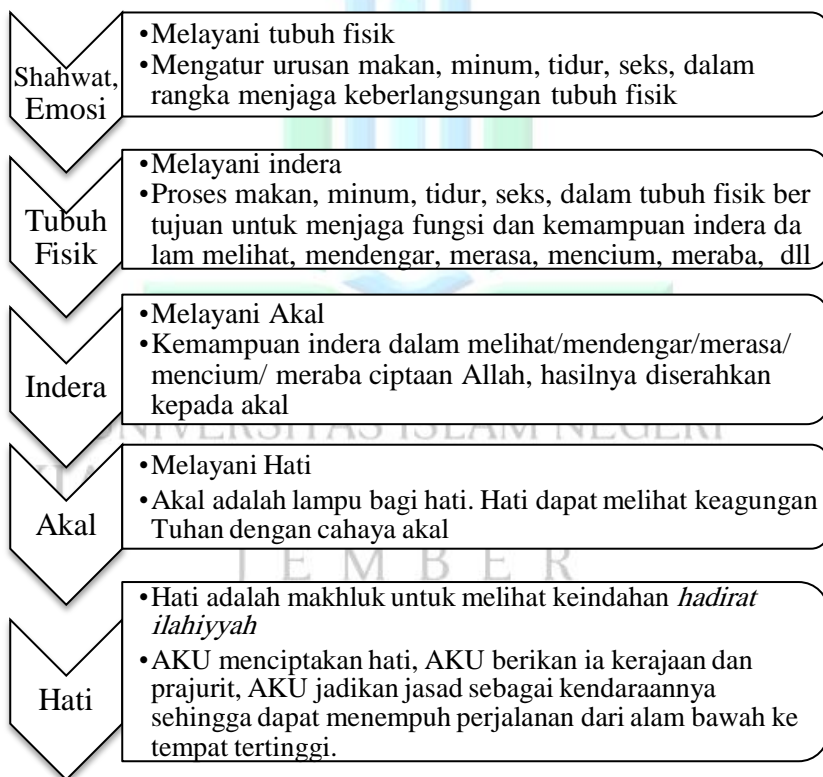 Shahwat,
Emosi
•Melayani tubuh fisik
•Mengatur urusan makan, minum, tidur, seks, dalam
rangka menjaga keberlangsungan tubuh fisik
Tubuh
Fisik
•Melayani indera
•Proses makan, minum, tidur, seks, dalam tubuh fisik ber
tujuan untuk menjaga fungsi dan kemampuan indera da
lam melihat, mendengar, merasa, mencium, meraba, dll
Indera
•Melayani Akal
•Kemampuan indera dalam melihat/mendengar/merasa/
mencium/ meraba ciptaan Allah, hasilnya diserahkan
kepada akal
UNIVERSITAS ISLAM NEGERI
Akal
•Melayani Hati
•Akal adalah lampu bagi hati. Hati dapat melihat keagungan
Tuhan dengan cahaya akal
JEMBER
Hati
•Hati adalah makhluk untuk melihat keindahan hadirat
ilahiyyah
•AKU menciptakan hati, AKU berikan ia kerajaan dan
prajurit, AKU jadikan jasad sebagai kendaraannya
sehingga dapat menempuh perjalanan dari alam bawah ke
tempat tertinggi.